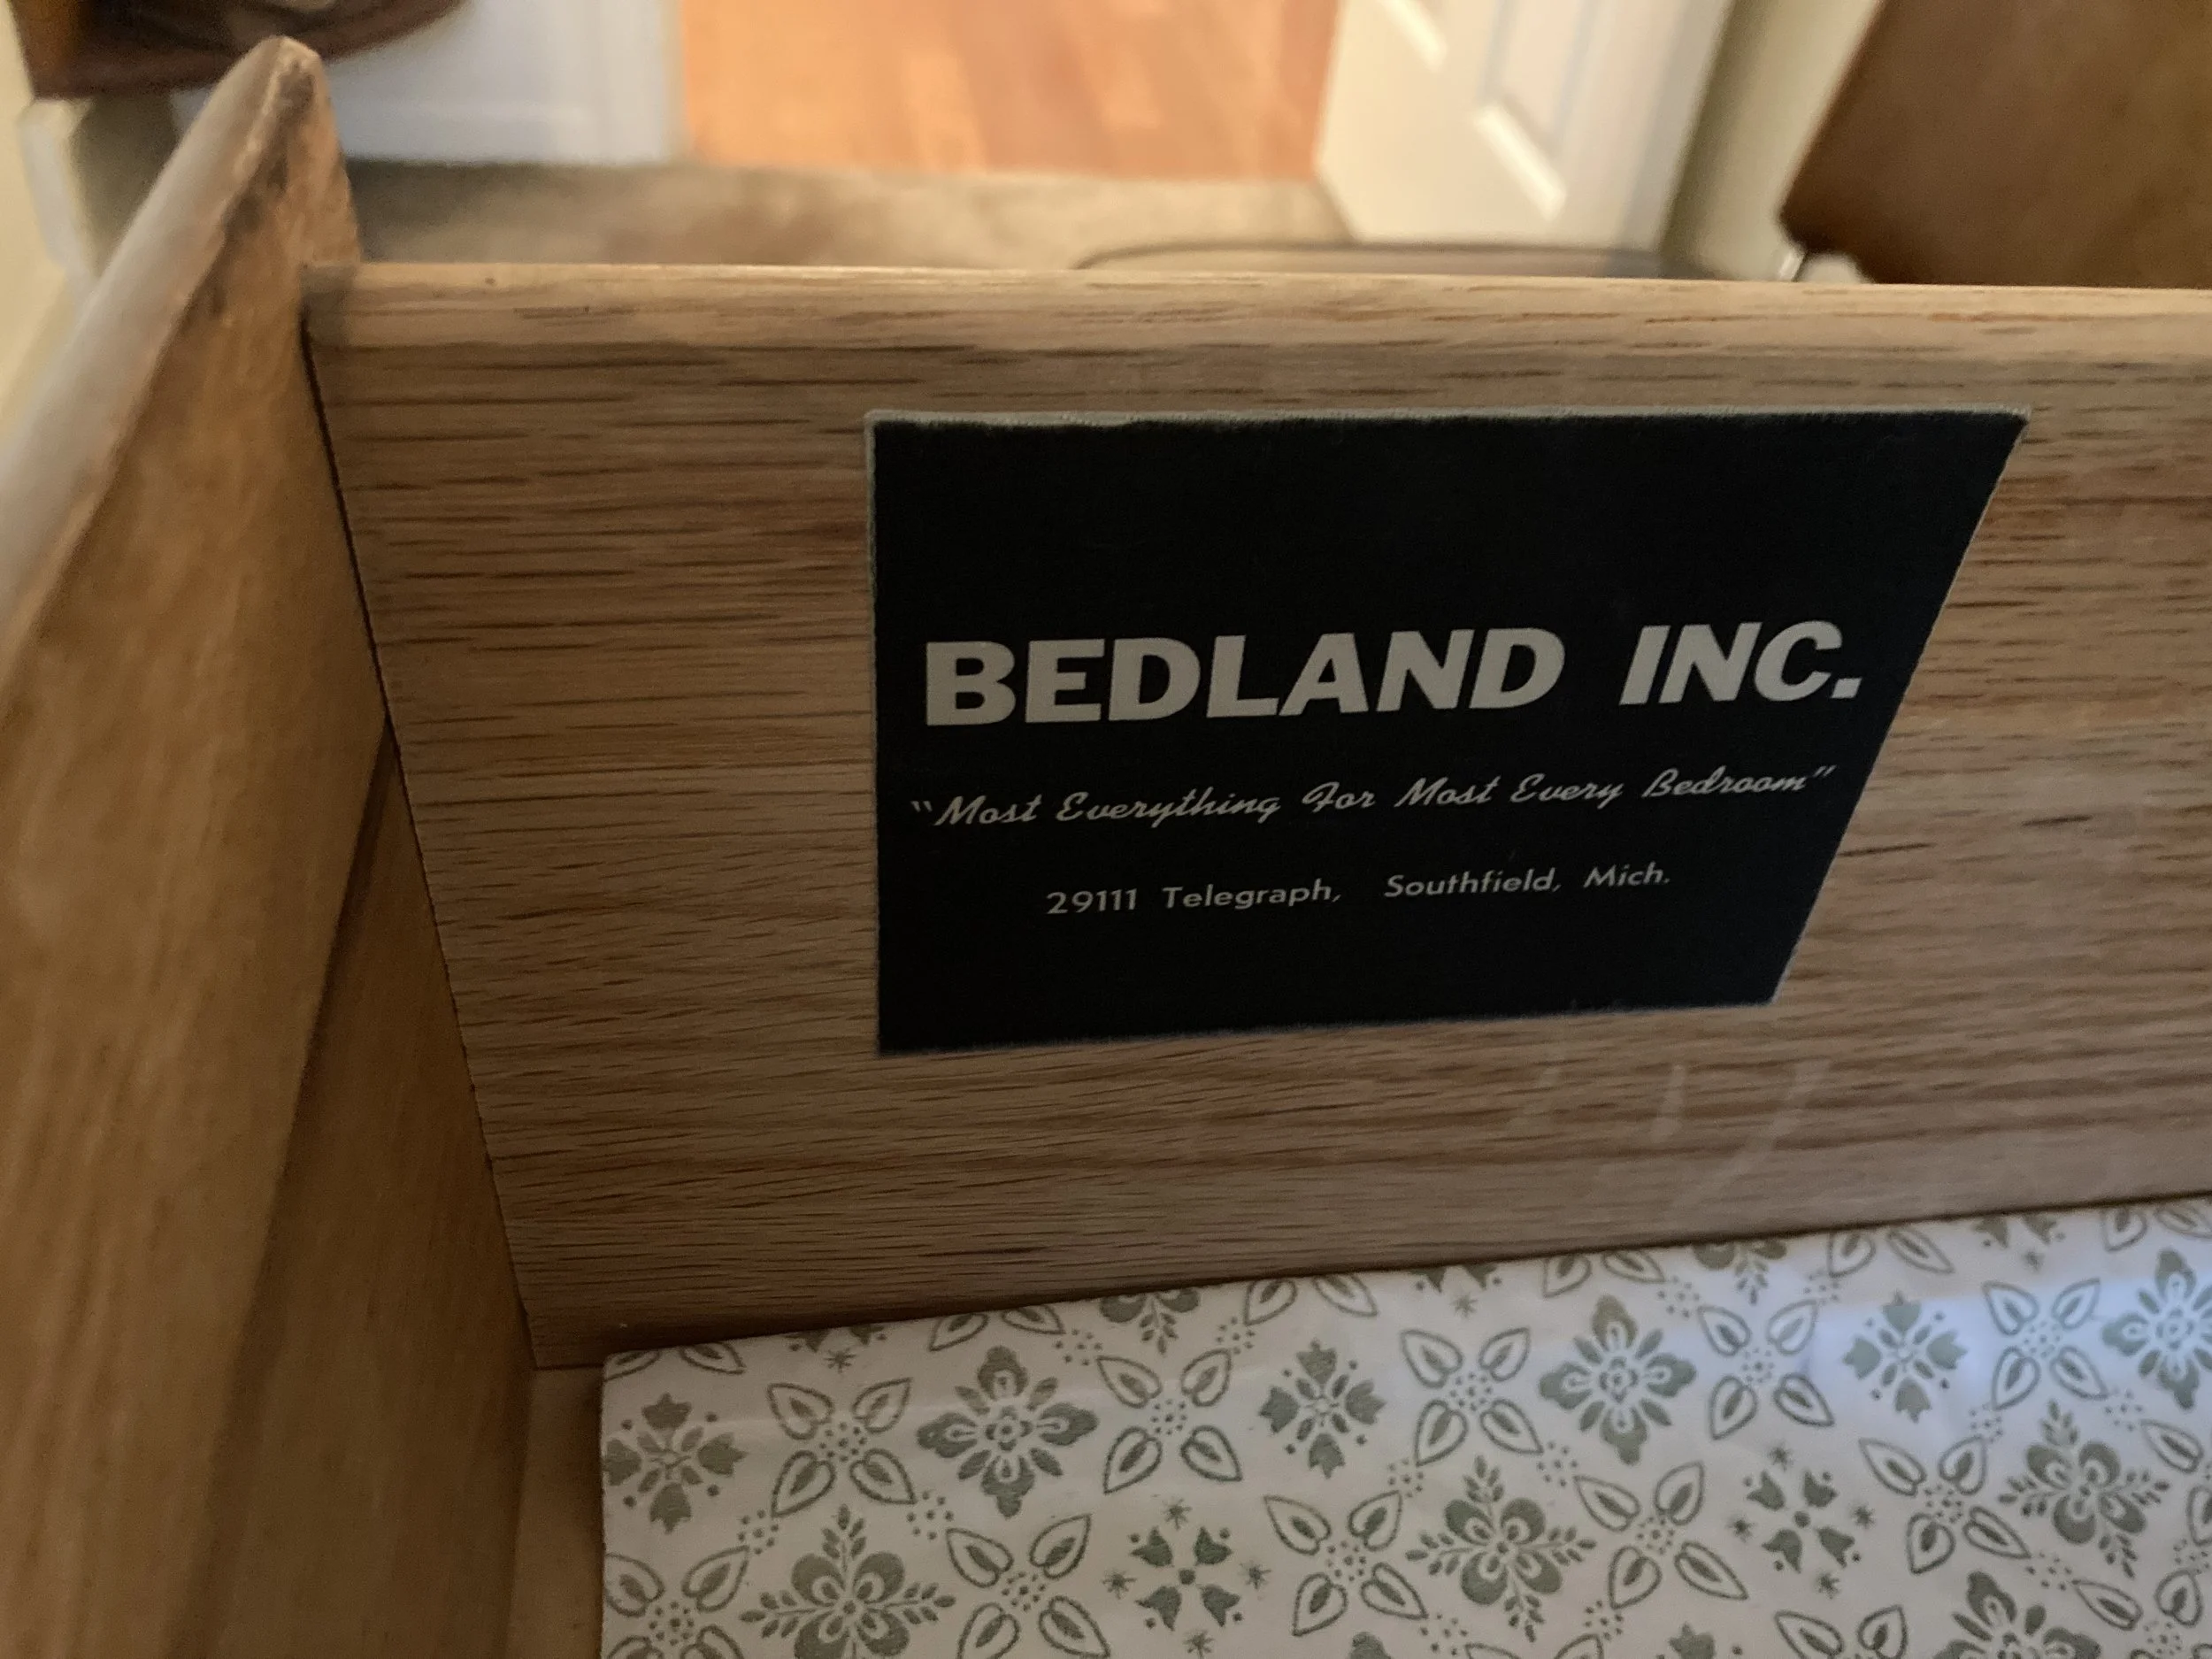 BEDLAND INC.
"Most Everything For Most Every Bedroom"
29111 Telegraph, Southfield, Mich.